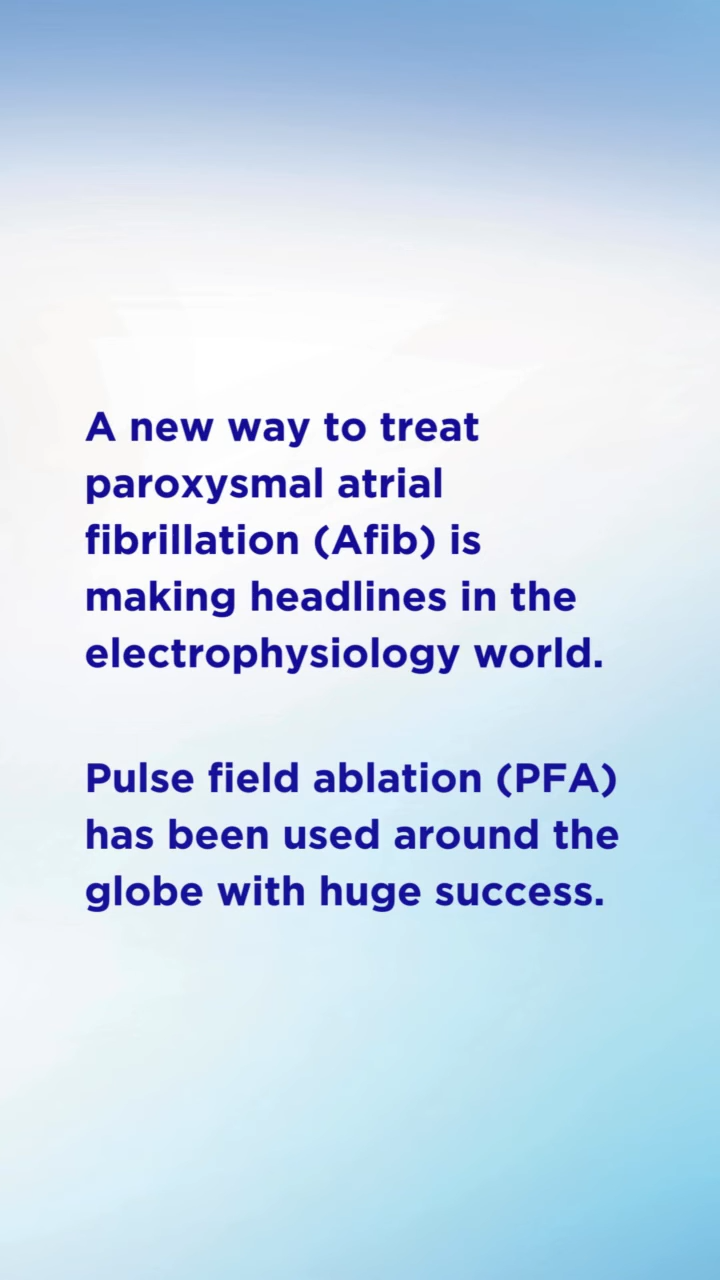 A new way to treat
paroxysmal atrial
fibrillation (Afib) is
making headlines in the
electrophysiology world.
Pulse field ablation (PFA)
has been used around the
globe with huge success.